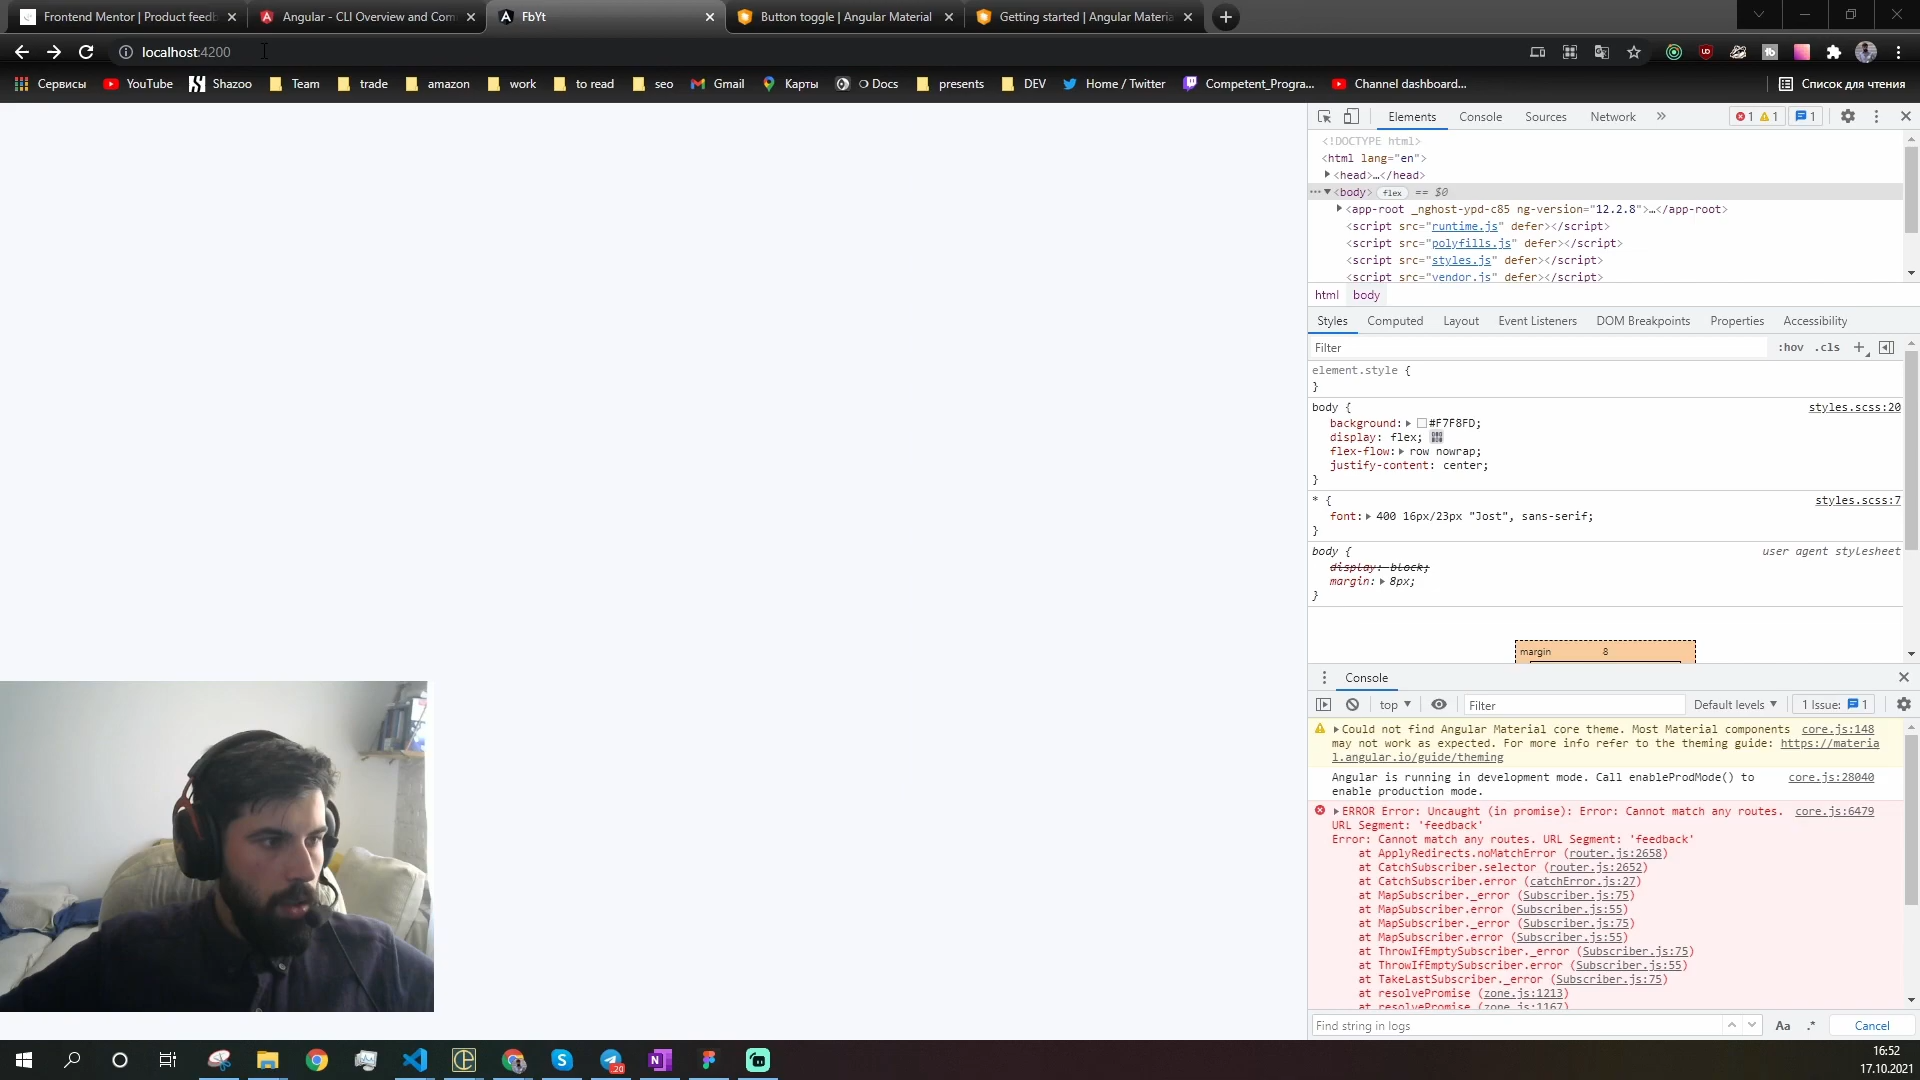 Frontend Mentor | Product feedb
Angular - CLI Overview and Com
FbYt
Button toggle | Angular Material
Getting started | Angular Materia
localhost:4200
Сервисы
YouTube
Shazoo
Team
trade
amazon
work
to read
seo
Gmail
Карты
Docs
presents
DEV
Home / Twitter
Competent_Progra...
Channel dashboard...
Список для чтения
Elements Console Sources Network 1 1 1
<!DOCTYPE html>
<html lang="en">
<head>…</head>
<body> flex == $0
<app-root _nghost-ypd-c85 ng-version="12.2.8">…</app-root>
<script src="runtime.js" defer></script>
<script src="polyfills.js" defer></script>
<script src="styles.js" defer></script>
<script src="vendor.js" defer></script>
html body
Styles Computed Layout Event Listeners DOM Breakpoints Properties Accessibility
Filter :hov .cls
element.style {
}
body { styles.scss:20
background: #F7F8FD;
display: flex;
flex-flow: row nowrap;
justify-content: center;
}
* { styles.scss:7
font: 400 16px/23px "Jost", sans-serif;
}
body { user agent stylesheet
display: block;
margin: 8px;
}
margin 8
Console
top Filter Default levels 1 Issue: 1
Could not find Angular Material core theme. Most Material components core.js:148
may not work as expected. For more info refer to the theming guide: https://materia
l.angular.io/guide/theming
Angular is running in development mode. Call enableProdMode() to core.js:28040
enable production mode.
ERROR Error: Uncaught (in promise): Error: Cannot match any routes. core.js:6479
URL Segment: 'feedback'
Error: Cannot match any routes. URL Segment: 'feedback'
at ApplyRedirects.noMatchError (router.js:2658)
at CatchSubscriber.selector (router.js:2652)
at CatchSubscriber.error (catchError.js:27)
at MapSubscriber._error (Subscriber.js:75)
at MapSubscriber.error (Subscriber.js:55)
at MapSubscriber._error (Subscriber.js:75)
at MapSubscriber.error (Subscriber.js:55)
at ThrowIfEmptySubscriber._error (Subscriber.js:75)
at ThrowIfEmptySubscriber.error (Subscriber.js:55)
at TakeLastSubscriber._error (Subscriber.js:75)
at resolvePromise (zone.js:1213)
at resolvePromise (zone.js:1167)
Find string in logs Aa .* Cancel
20
16:52
17.10.2021